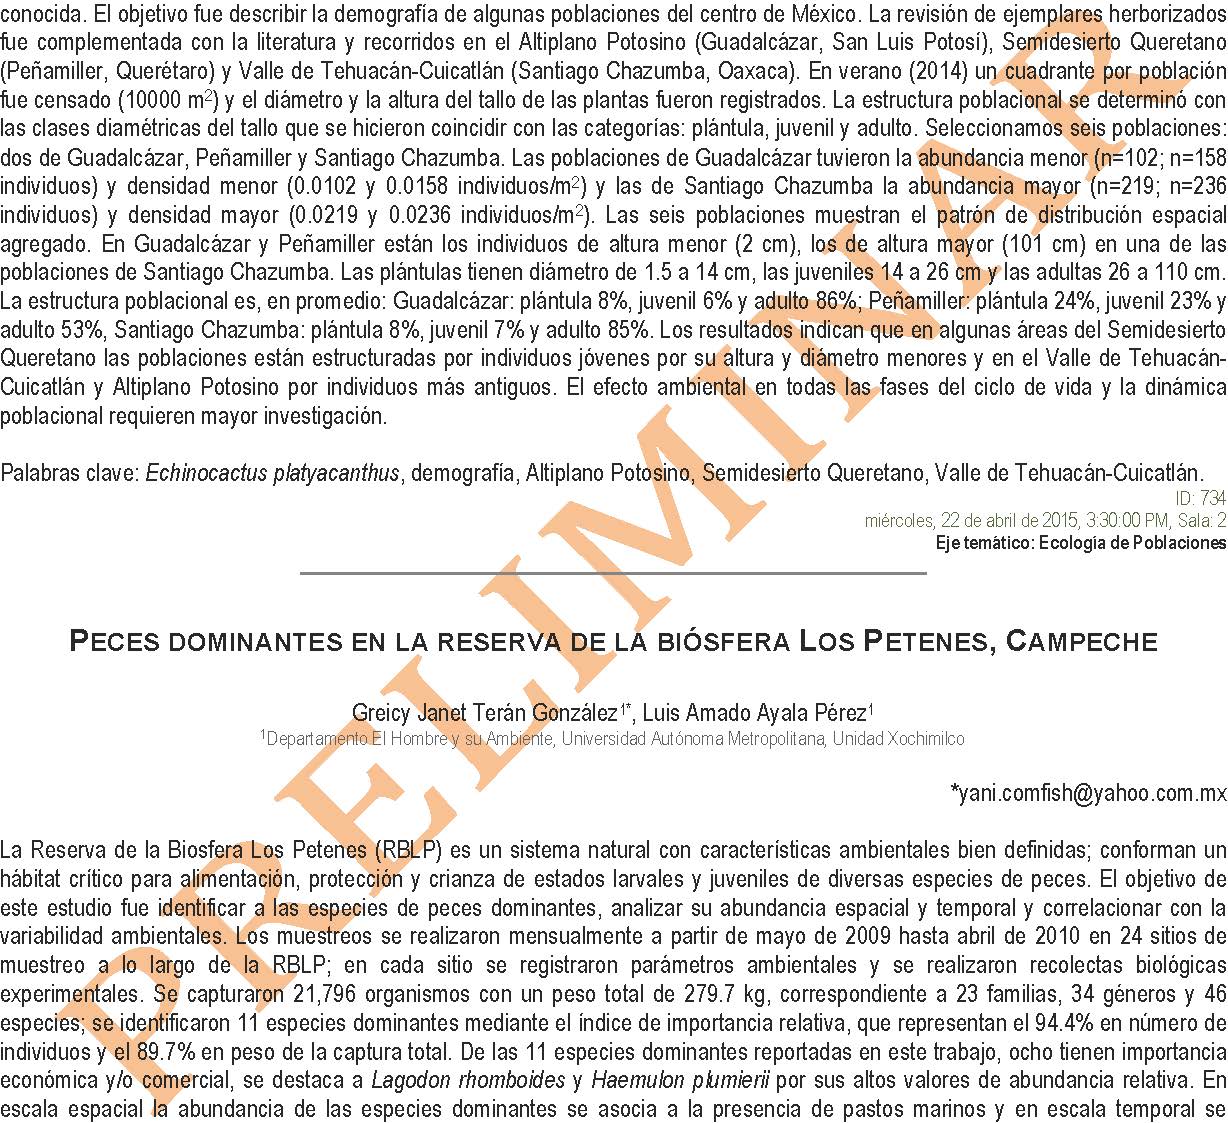 conocida. El objetivo fue describir la demografía de algunas poblaciones del centro de México. La revisión de ejemplares herborizados
fue complementada con la literatura y recorridos en el Altiplano Potosino (Guadalcázar, San Luis Potosí), Semidesierto Queretano
(Peñamiller, Querétaro) y Valle de Tehuacán-Cuicatlán (Santiago Chazumba, Oaxaca). En verano (2014) un cuadrante por población
fue censado (10000 m²) y el diámetro y la altura del tallo de las plantas fueron registrados. La estructura poblacional se determinó con
las clases diamétricas del tallo que se hicieron coincidir con las categorías: plántula, juvenil y adulto. Seleccionamos seis poblaciones:
dos de Guadalcázar, Peñamiller y Santiago Chazumba. Las poblaciones de Guadalcázar tuvieron la abundancia menor (n=102; n=158
individuos) y densidad menor (0.0102 y 0.0158 individuos/m²) y las de Santiago Chazumba la abundancia mayor (n=219; n=236
individuos) y densidad mayor (0.0219 y 0.0236 individuos/m²). Las seis poblaciones muestran el patrón de distribución espacial
agregado. En Guadalcázar y Peñamiller están los individuos de altura menor (2 cm), los de altura mayor (101 cm) en una de las
poblaciones de Santiago Chazumba. Las plántulas tienen diámetro de 1.5 a 14 cm, las juveniles 14 a 26 cm y las adultas 26 a 110 cm.
La estructura poblacional es, en promedio: Guadalcázar: plántula 8%, juvenil 6% y adulto 86%; Peñamiller: plántula 24%, juvenil 23% y
adulto 53%, Santiago Chazumba: plántula 8%, juvenil 7% y adulto 85%. Los resultados indican que en algunas áreas del Semidesierto
Queretano las poblaciones están estructuradas por individuos jóvenes por su altura y diámetro menores y en el Valle de Tehuacán-
Cuicatlán y Altiplano Potosino por individuos más antiguos. El efecto ambiental en todas las fases del ciclo de vida y la dinámica
poblacional requieren mayor investigación.
Palabras clave: Echinocactus platyacanthus, demografía, Altiplano Potosino, Semidesierto Queretano, Valle de Tehuacán-Cuicatlán.
ID: 734
miércoles, 22 de abril de 2015, 3:30:00 PM, Sala: 2
Eje temático: Ecología de Poblaciones
PECES DOMINANTES EN LA RESERVA DE LA BIÓSFERA LOS PETENES, CAMPECHE
Greicy Janet Terán González¹*, Luis Amado Ayala Pérez¹
¹Departamento El Hombre y su Ambiente, Universidad Autónoma Metropolitana, Unidad Xochimilco
*yani.comfish@yahoo.com.mx
La Reserva de la Biosfera Los Petenes (RBLP) es un sistema natural con características ambientales bien definidas; conforman un
hábitat crítico para alimentación, protección y crianza de estados larvales y juveniles de diversas especies de peces. El objetivo de
este estudio fue identificar a las especies de peces dominantes, analizar su abundancia espacial y temporal y correlacionar con la
variabilidad ambientales. Los muestreos se realizaron mensualmente a partir de mayo de 2009 hasta abril de 2010 en 24 sitios de
muestreo a lo largo de la RBLP; en cada sitio se registraron parámetros ambientales y se realizaron recolectas biológicas
experimentales. Se capturaron 21,796 organismos con un peso total de 279.7 kg, correspondiente a 23 familias, 34 géneros y 46
especies; se identificaron 11 especies dominantes mediante el índice de importancia relativa, que representan el 94.4% en número de
individuos y el 89.7% en peso de la captura total. De las 11 especies dominantes reportadas en este trabajo, ocho tienen importancia
económica y/o comercial, se destaca a Lagodon rhomboides y Haemulon plumierii por sus altos valores de abundancia relativa. En
escala espacial la abundancia de las especies dominantes se asocia a la presencia de pastos marinos y en escala temporal se
PRELIMINAR